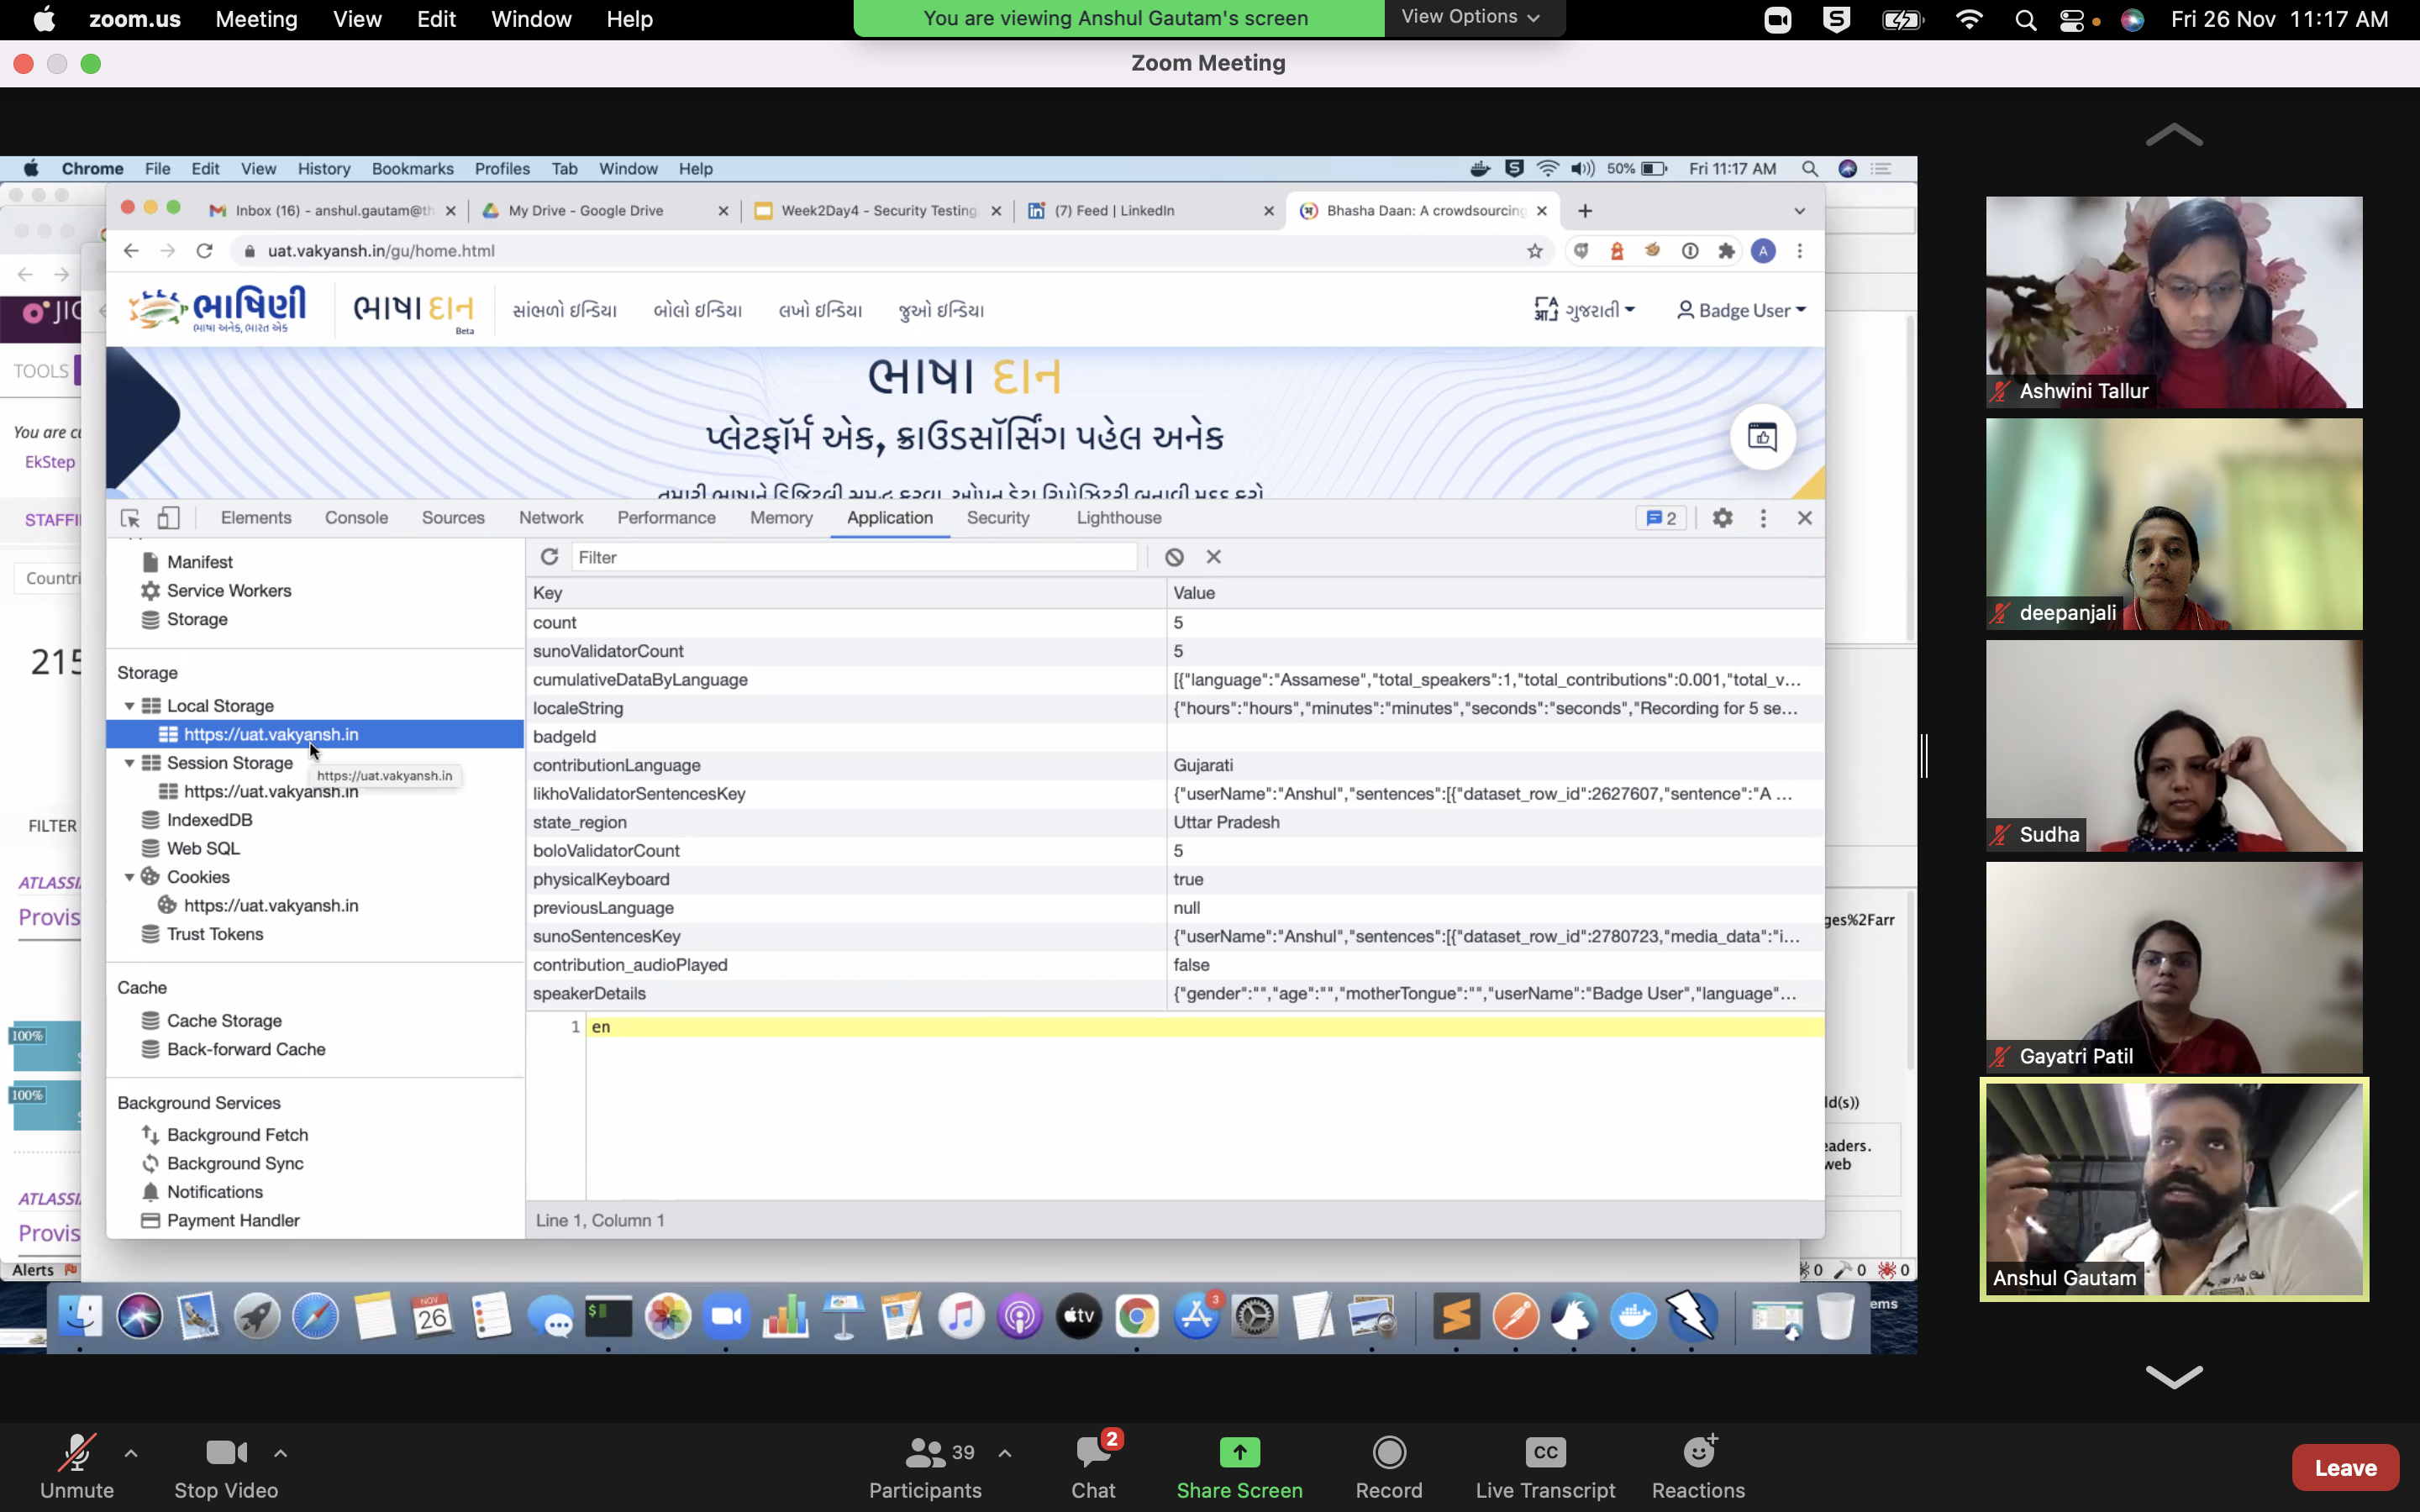 zoom.us Meeting View Edit Window Help
You are viewing Anshul Gautam's screen View Options
Fri 26 Nov 11:17 AM
Zoom Meeting
Chrome File Edit View History Bookmarks Profiles Tab Window Help
50% Fri 11:17 AM
Inbox (16) - anshul.gautam@th
My Drive - Google Drive
Week2Day4 - Security Testing
(7) Feed | LinkedIn
Bhasha Daan: A crowdsourcing
uat.vakyansh.in/gu/home.html
A
ભાષિણી
ભાષા અનેક, ભારત એક
ભાષા દાન
Beta
સાંભળો ઇન્ડિયા બોલો ઇન્ડિયા લખો ઇન્ડિયા જુઓ ઇન્ડિયા
ગુજરાતી Badge User
ભાષા દાન
પ્લેટફૉર્મ એક, ક્રાઉડસૉર્સિંગ પહેલ અનેક
Elements Console Sources Network Performance Memory Application Security Lighthouse
2
Manifest
Service Workers
Storage
Storage
Local Storage
https://uat.vakyansh.in
Session Storage
https://uat.vakyansh.in
https://uat.vakyansh.in
IndexedDB
Web SQL
Cookies
https://uat.vakyansh.in
Trust Tokens
Cache
Cache Storage
Back-forward Cache
Background Services
Background Fetch
Background Sync
Notifications
Payment Handler
Filter
Key Value
count 5
sunoValidatorCount 5
cumulativeDataByLanguage [{"language":"Assamese","total_speakers":1,"total_contributions":0.001,"total_v...
localeString {"hours":"hours","minutes":"minutes","seconds":"seconds","Recording for 5 se...
badgeId
contributionLanguage Gujarati
likhoValidatorSentencesKey {"userName":"Anshul","sentences":[{"dataset_row_id":2627607,"sentence":"A ...
state_region Uttar Pradesh
boloValidatorCount 5
physicalKeyboard true
previousLanguage null
sunoSentencesKey {"userName":"Anshul","sentences":[{"dataset_row_id":2780723,"media_data":"i...
contribution_audioPlayed false
speakerDetails {"gender":"","age":"","motherTongue":"","userName":"Badge User","language"...
1 en
Line 1, Column 1
JIG
TOOLS
You are cu
EkStep
STAFFI
Countri
215
FILTER
ATLASSI
Provis
100%
100%
ATLASSI
Provis
Alerts
ges%2Farr
ld(s))
eaders.
web
0 0 0
NOV
26
tv
3
ems
Ashwini Tallur
deepanjali
Sudha
Gayatri Patil
Anshul Gautam
Unmute
Stop Video
39
Participants
2
Chat
Share Screen
Record
CC
Live Transcript
Reactions
Leave